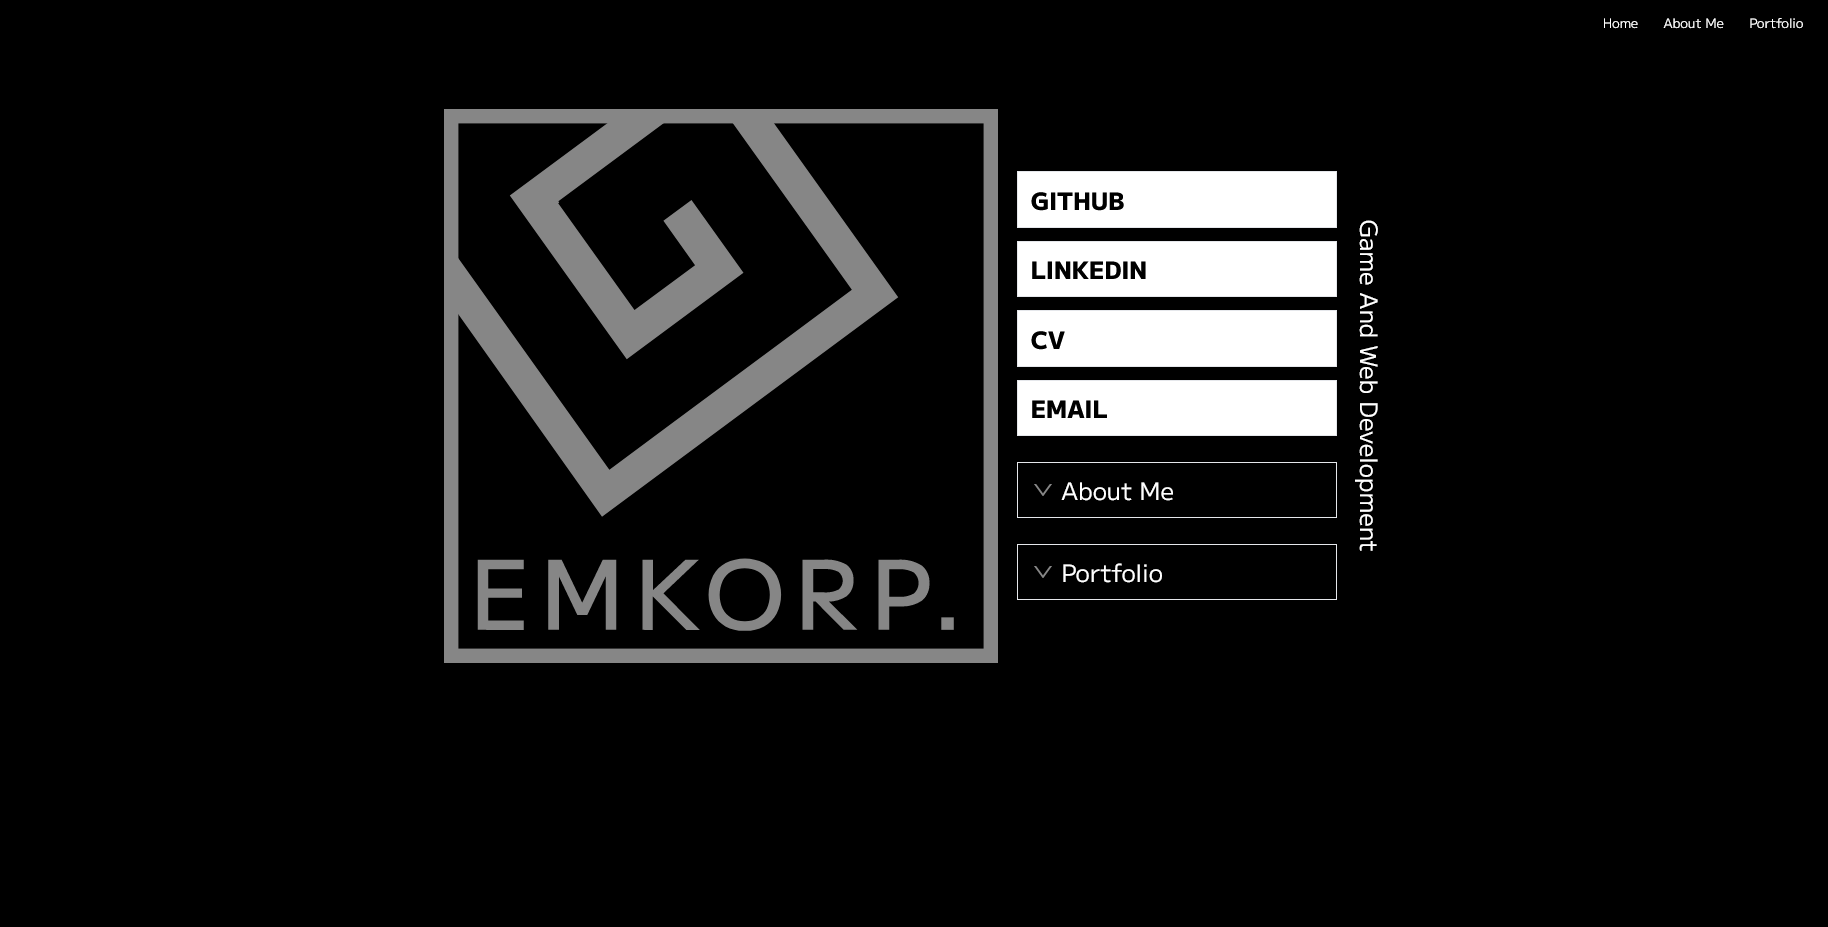 Home About Me Portfolio
EMKORP.
GITHUB
LINKEDIN
CV
EMAIL
About Me
Portfolio
Game And Web Development